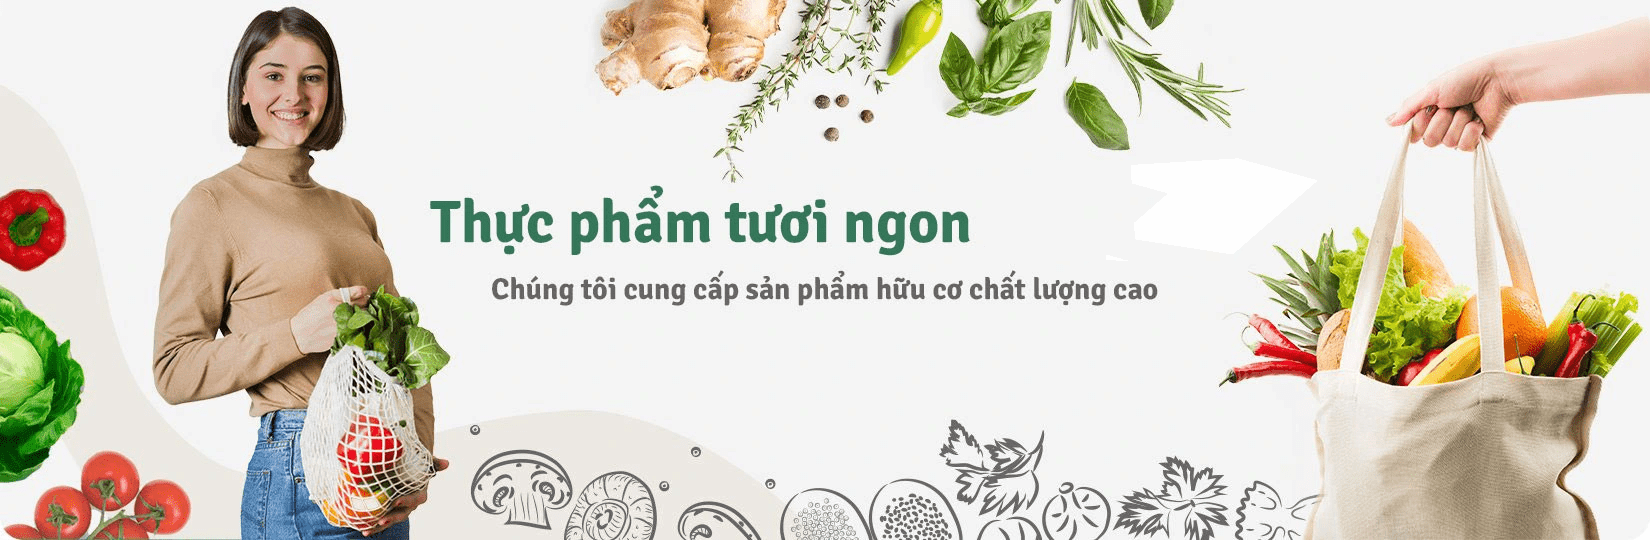 Thực phẩm tươi ngon
Chúng tôi cung cấp sản phẩm hữu cơ chất lượng cao